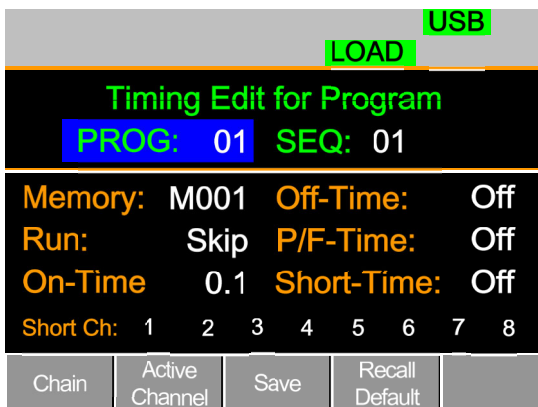 USB
LOAD
Timing Edit for Program
PROG: 01 SEQ: 01
Memory: M001 Off-Time: Off
Run: Skip P/F-Time: Off
On-Time 0.1 Short-Time: Off
Short Ch: 1 2 3 4 5 6 7 8
Chain Active Channel Save Recall Default